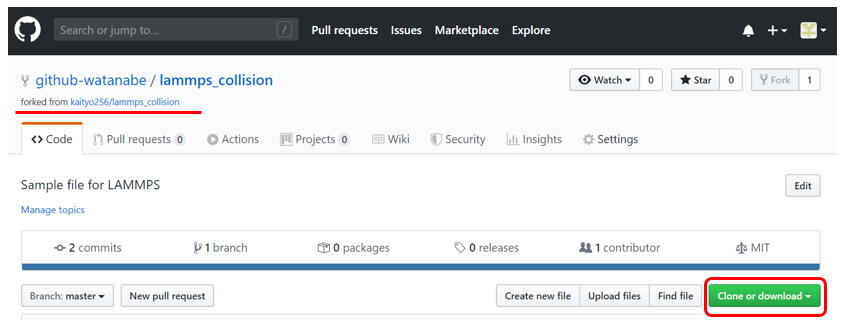 Search or jump to... / Pull requests Issues Marketplace Explore
github-watanabe / lammps_collision Watch 0 Star 0 Fork 1
forked from kaityo256/lammps_collision
Code Pull requests 0 Actions Projects 0 Wiki Security Insights Settings
Sample file for LAMMPS Edit
Manage topics
2 commits 1 branch 0 packages 0 releases 1 contributor MIT
Branch: master New pull request Create new file Upload files Find file Clone or download